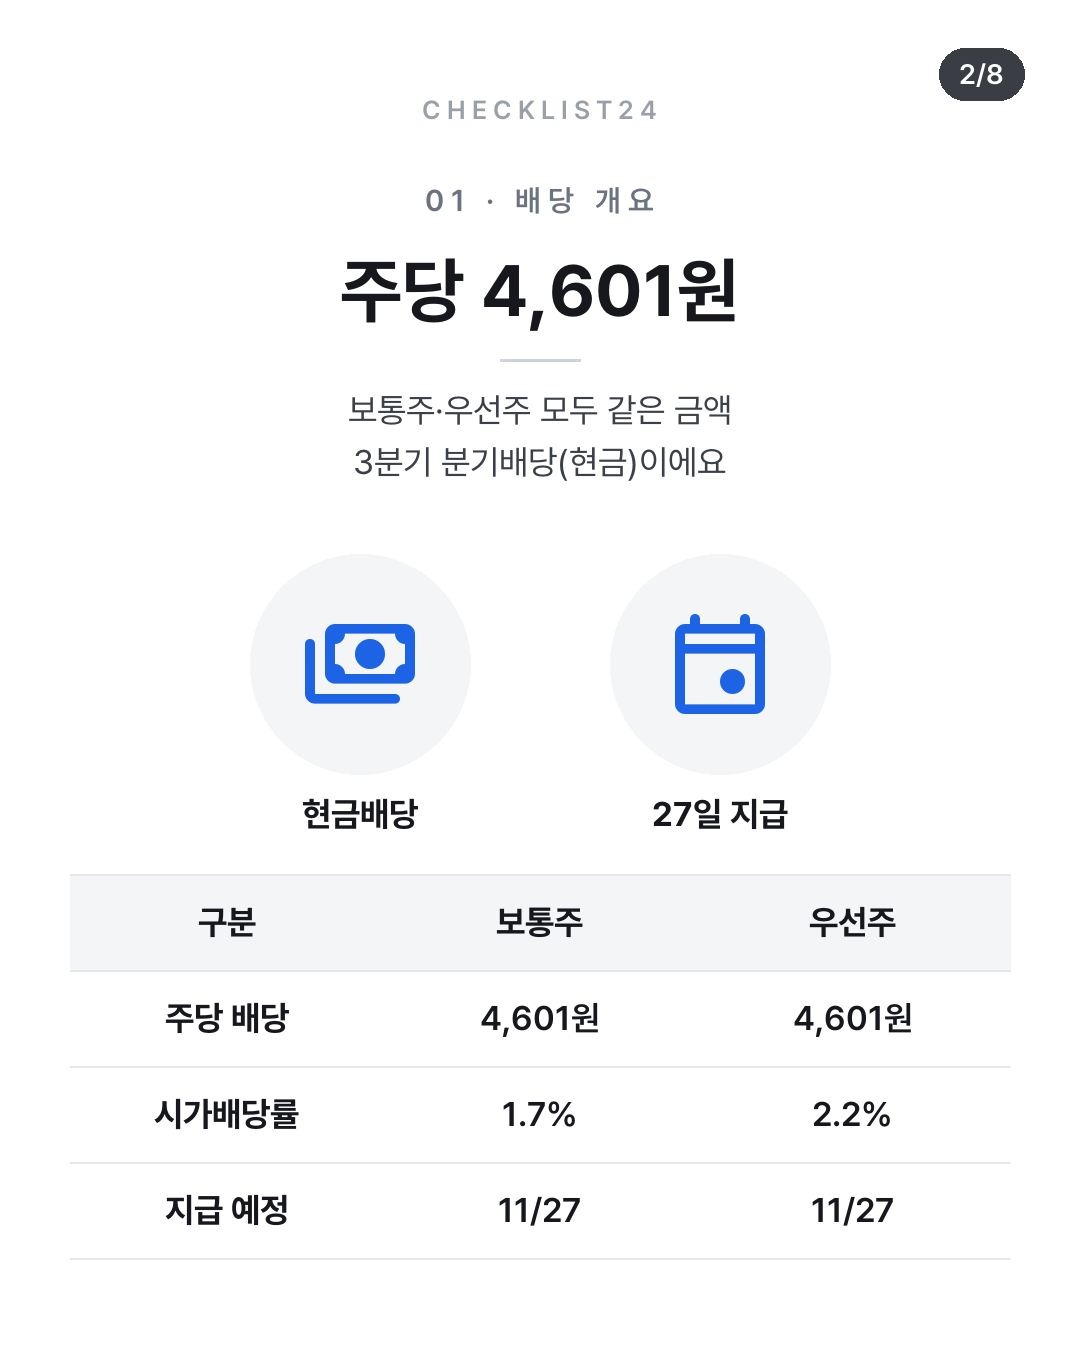 2/8
CHECKLIST24
01 · 배당 개요
주당 4,601원
보통주·우선주 모두 같은 금액
3분기 분기배당(현금)이에요
현금배당
27일 지급
구분 보통주 우선주
주당 배당 4,601원 4,601원
시가배당률 1.7% 2.2%
지급 예정 11/27 11/27